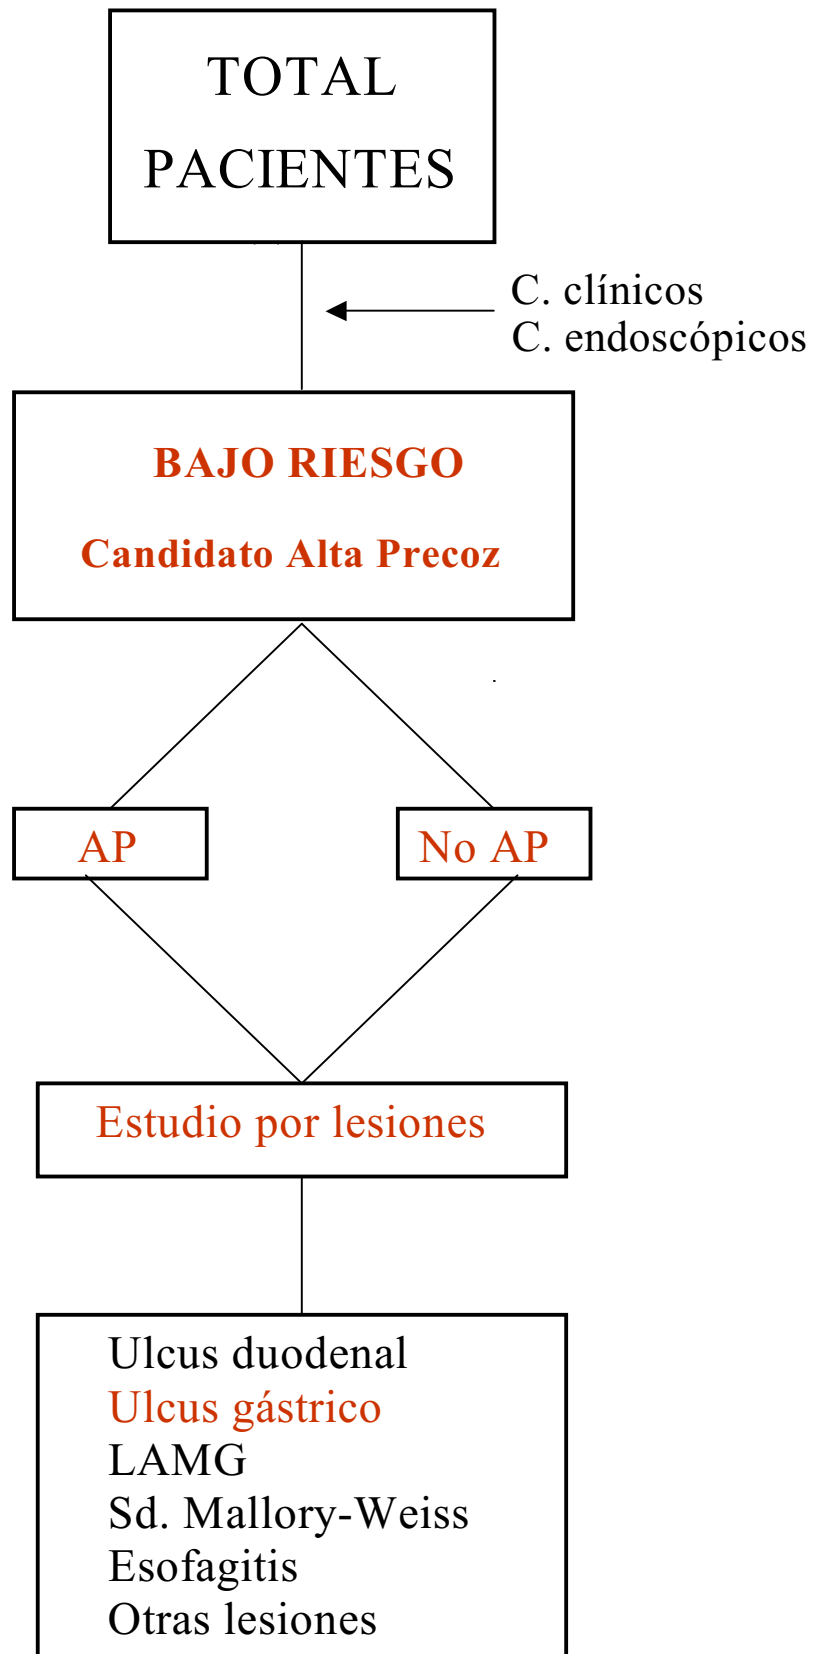 TOTAL
PACIENTES
C. clínicos
C. endoscópicos
BAJO RIESGO
Candidato Alta Precoz
AP
No AP
Estudio por lesiones
Ulcus duodenal
Ulcus gástrico
LAMG
Sd. Mallory-Weiss
Esofagitis
Otras lesiones